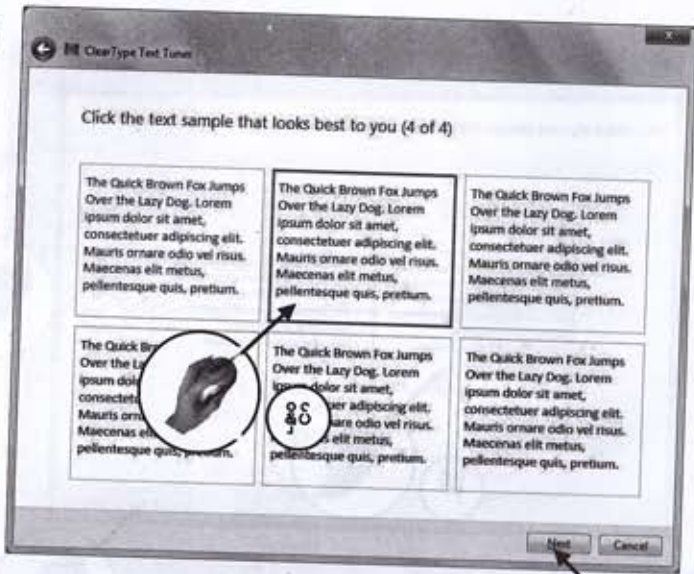 ClearType Text Tuner
Click the text sample that looks best to you (4 of 4)
The Quick Brown Fox Jumps
Over the Lazy Dog. Lorem
ipsum dolor sit amet,
consectetuer adipiscing elit.
Mauris ornare odio vel risus.
Maecenas elit metus,
pellentesque quis, pretium.
The Quick Brown Fox Jumps
Over the Lazy Dog. Lorem
ipsum dolor sit amet,
consectetuer adipiscing elit.
Mauris ornare odio vel risus.
Maecenas elit metus,
pellentesque quis, pretium.
The Quick Brown Fox Jumps
Over the Lazy Dog. Lorem
ipsum dolor sit amet,
consectetuer adipiscing elit.
Mauris ornare odio vel risus.
Maecenas elit metus,
pellentesque quis, pretium.
The Quick
Over the
ipsum
Mauris
Maecenas
pellentesque quis,
The Quick Brown Fox Jumps
Over the Lazy Dog. Lorem
dolor sit amet,
adipiscing elit.
odio vel risus.
elit metus,
pellentesque quis, pretium.
The Quick Brown Fox Jumps
Over the Lazy Dog. Lorem
ipsum dolor sit amet,
consectetuer adipiscing elit.
Mauris ornare odio vel risus.
Maecenas elit metus,
pellentesque quis, pretium.
Next
Cancel